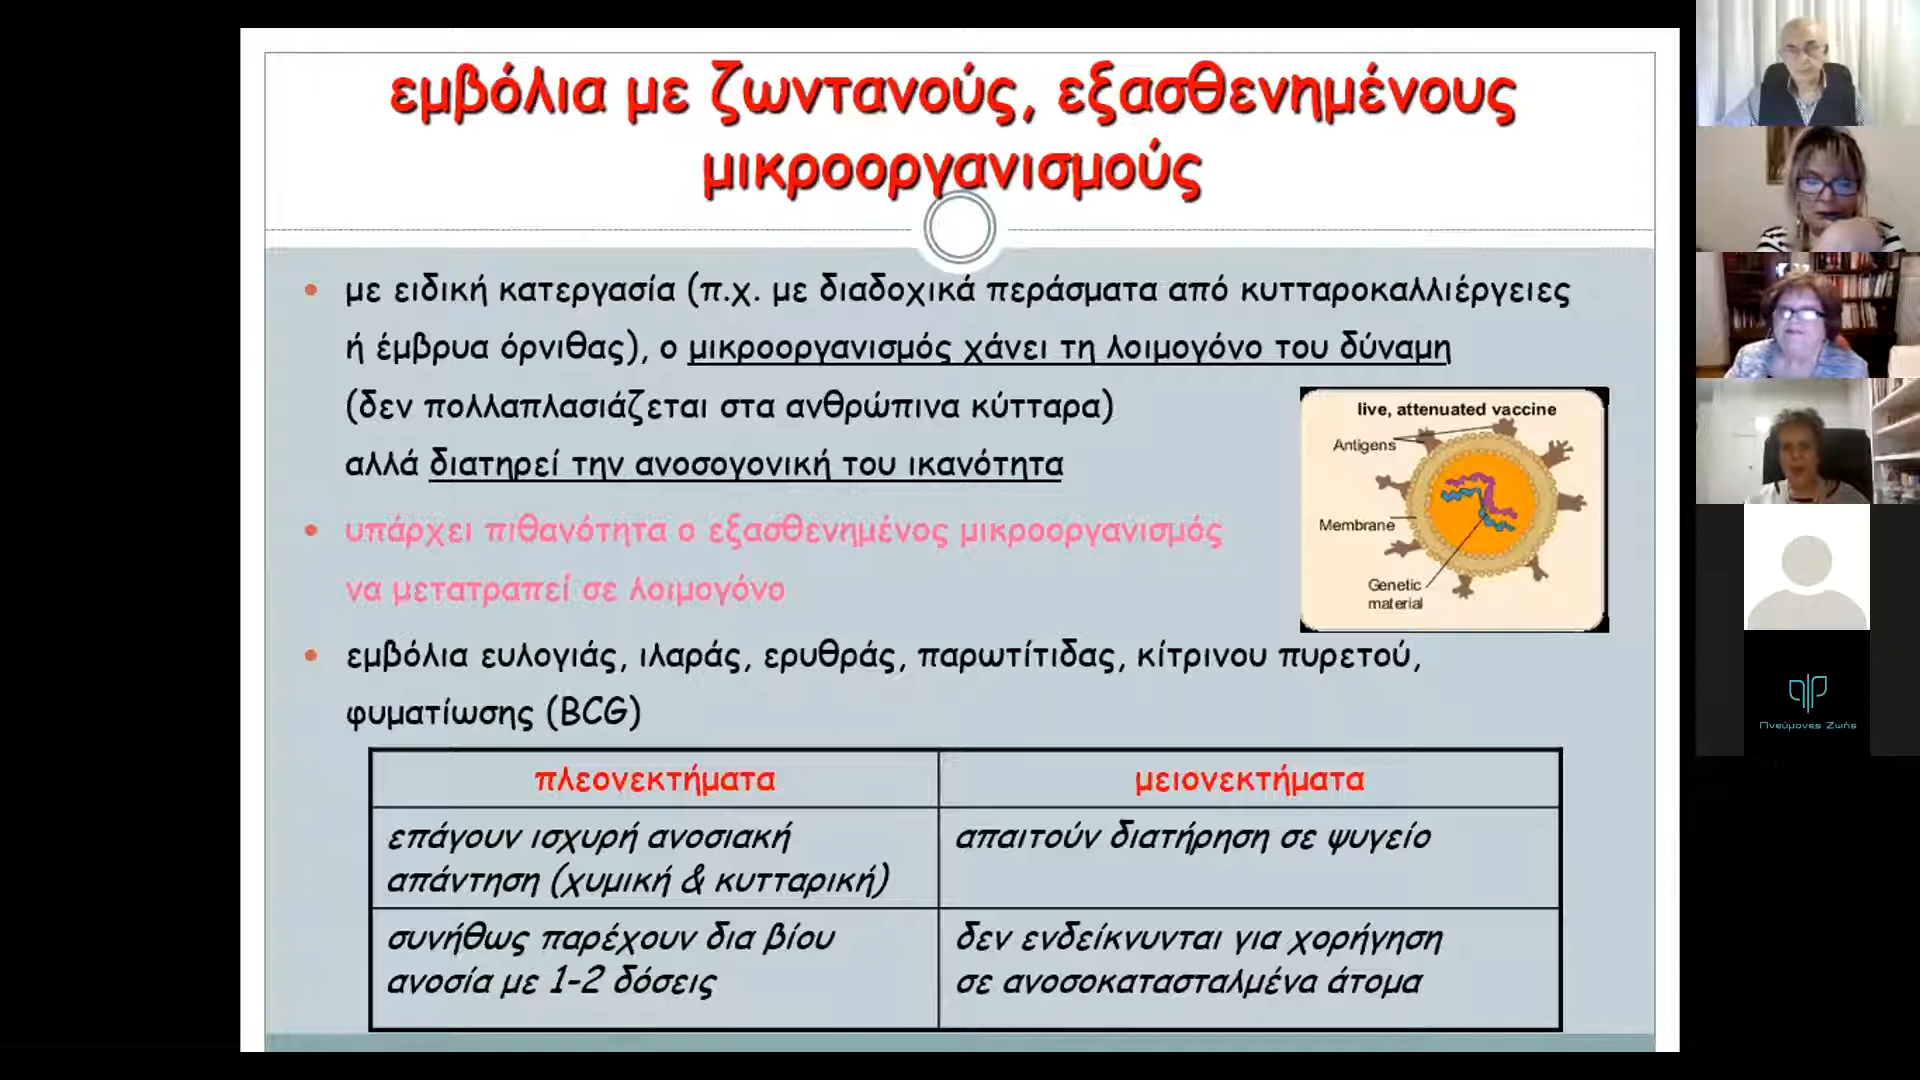 εμβόλια με ζωντανούς, εξασθενημένους
μικροοργανισμούς
• με ειδική κατεργασία (π.χ. με διαδοχικά περάσματα από κυτταροκαλλιέργειες
ή έμβρυα όρνιθας), ο μικροοργανισμός χάνει τη λοιμογόνο του δύναμη
(δεν πολλαπλασιάζεται στα ανθρώπινα κύτταρα)
αλλά διατηρεί την ανοσογονική του ικανότητα
• υπάρχει πιθανότητα ο εξασθενημένος μικροοργανισμός
να μετατραπεί σε λοιμογόνο
• εμβόλια ευλογιάς, ιλαράς, ερυθράς, παρωτίτιδας, κίτρινου πυρετού,
φυματίωσης (BCG)
live, attenuated vaccine
Antigens
Membrane
Genetic
material
πλεονεκτήματα
μειονεκτήματα
επάγουν ισχυρή ανοσιακή
απάντηση (χυμική & κυτταρική)
απαιτούν διατήρηση σε ψυγείο
συνήθως παρέχουν δια βίου
ανοσία με 1-2 δόσεις
δεν ενδείκνυνται για χορήγηση
σε ανοσοκατασταλμένα άτομα
Πνεύμονες Ζωής